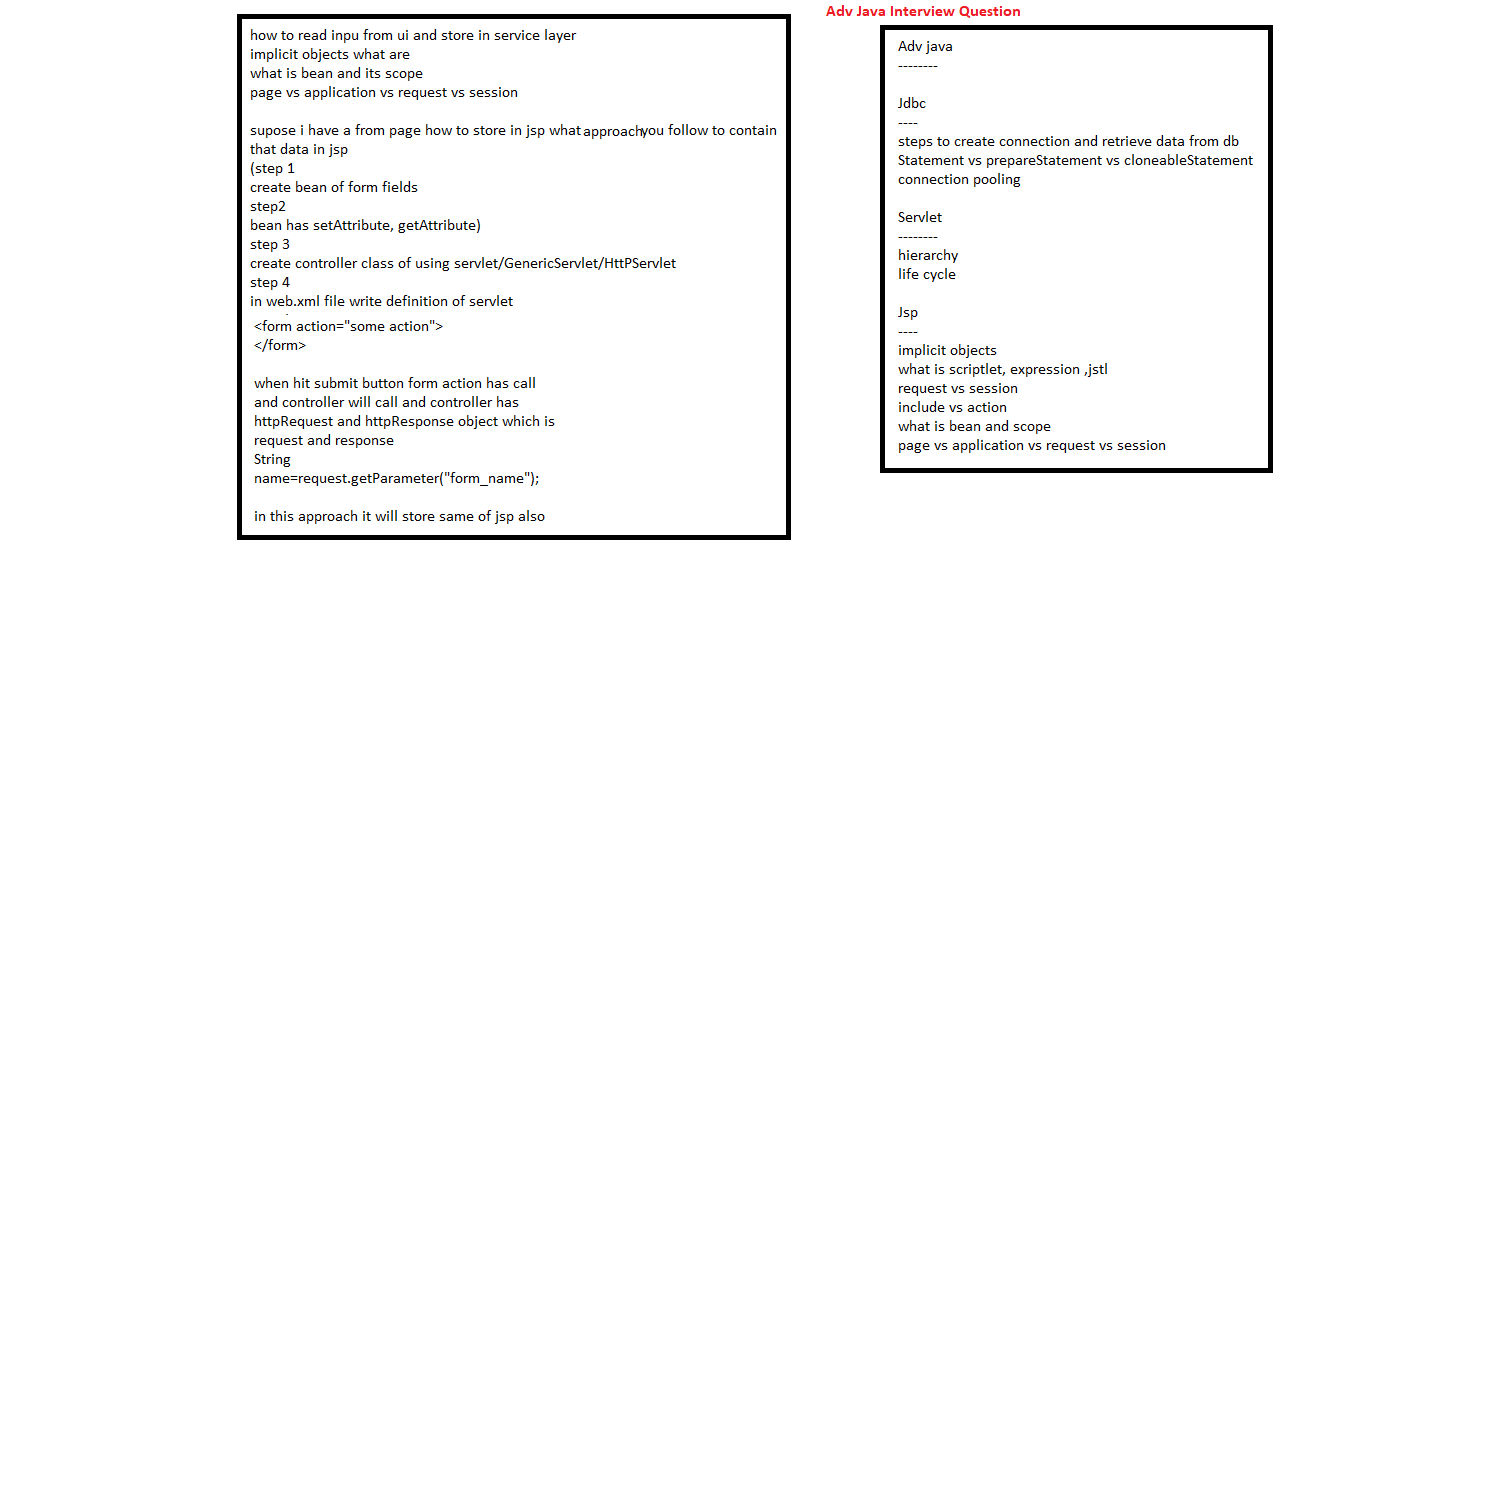 how to read inpu from ui and store in service layer
implicit objects what are
what is bean and its scope
page vs application vs request vs session
supose i have a from page how to store in jsp what approach you follow to contain
that data in jsp
(step 1
create bean of form fields
step2
bean has setAttribute, getAttribute)
step 3
create controller class of using servlet/GenericServlet/HttPServlet
step 4
in web.xml file write definition of servlet
<form action="some action">
</form>
when hit submit button form action has call
and controller will call and controller has
httpRequest and httpResponse object which is
request and response
String
name=request.getParameter("form_name");
in this approach it will store same of jsp also
Adv Java Interview Question
Adv java
--------
Jdbc
----
steps to create connection and retrieve data from db
Statement vs prepareStatement vs cloneableStatement
connection pooling
Servlet
--------
hierarchy
life cycle
Jsp
----
implicit objects
what is scriptlet, expression ,jstl
request vs session
include vs action
what is bean and scope
page vs application vs request vs session